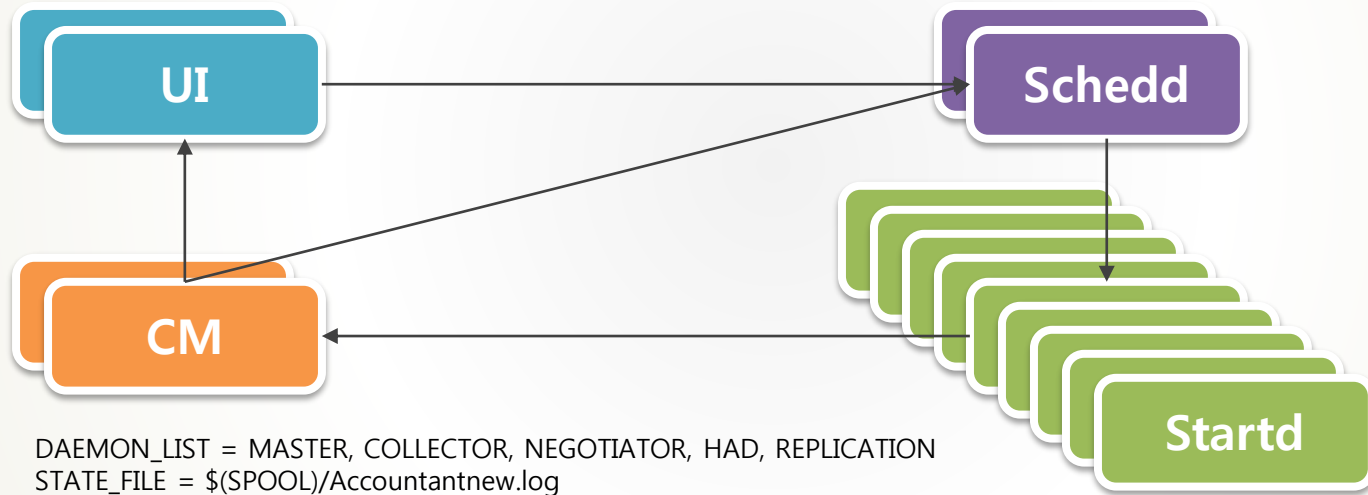 UI
Schedd
CM
Startd
DAEMON_LIST = MASTER, COLLECTOR, NEGOTIATOR, HAD, REPLICATION
STATE_FILE = $(SPOOL)/Accountantnew.log